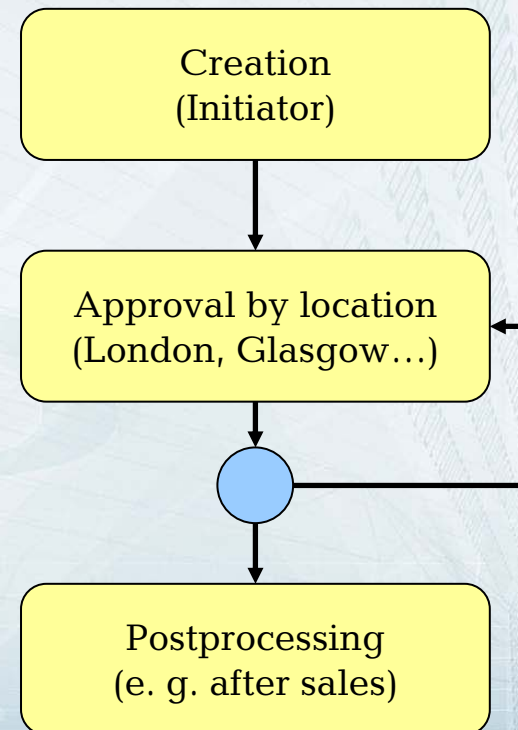 Creation
(Initiator)
Approval by location
(London, Glasgow…)
Postprocessing
(e. g. after sales)